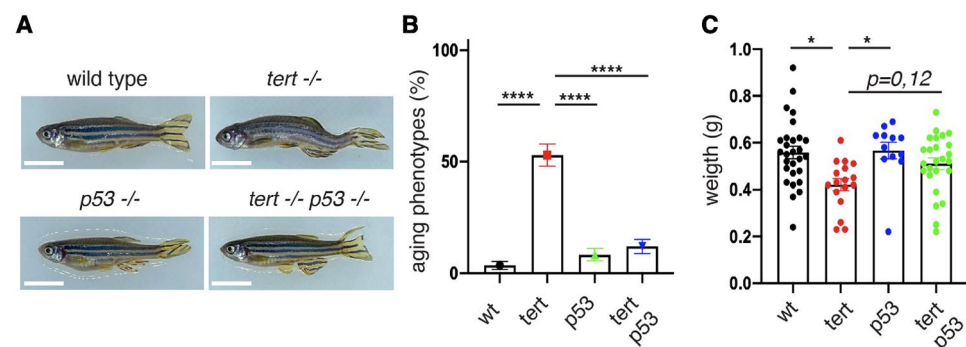 A
wild type
tert -/-
p53 -/-
tert -/- p53 -/-
B
aging phenotypes (%)
100
50
0
****
**** ****
wt
tert
p53
tert
p53
C
weigth (g)
1.0
0.8
0.6
0.4
0.2
0.0
* *
p=0,12
wt
tert
p53
tert
p53